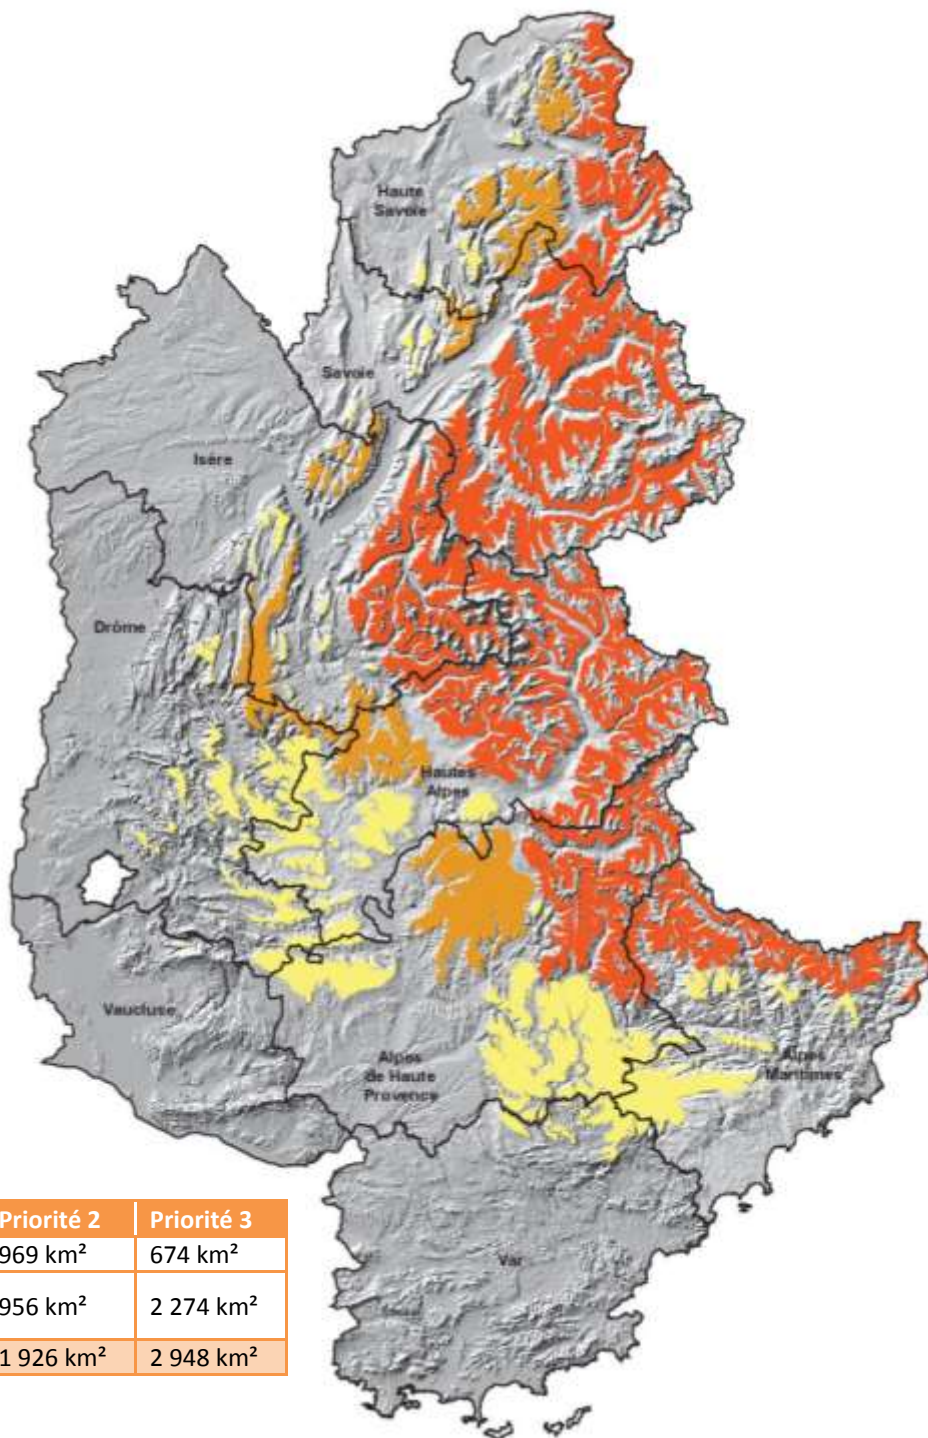 Haute
Savoie
Savoie
Isére
Drôme
Hautes
Alpes
Vaucluse
Alpes
de Haute
Provence
Alpes
Maritimes
Var
Priorité 2 Priorité 3
969 km² 674 km²
956 km² 2 274 km²
1 926 km² 2 948 km²